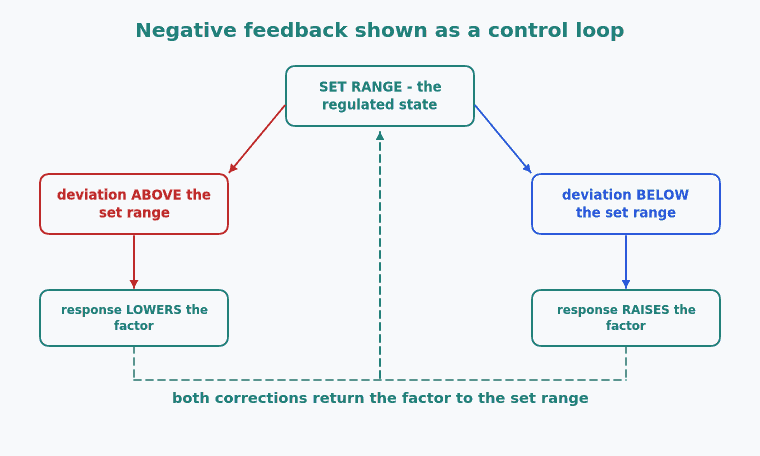 Negative feedback shown as a control loop
SET RANGE - the
regulated state
deviation ABOVE the
set range
deviation BELOW
the set range
response LOWERS the
factor
response RAISES the
factor
both corrections return the factor to the set range